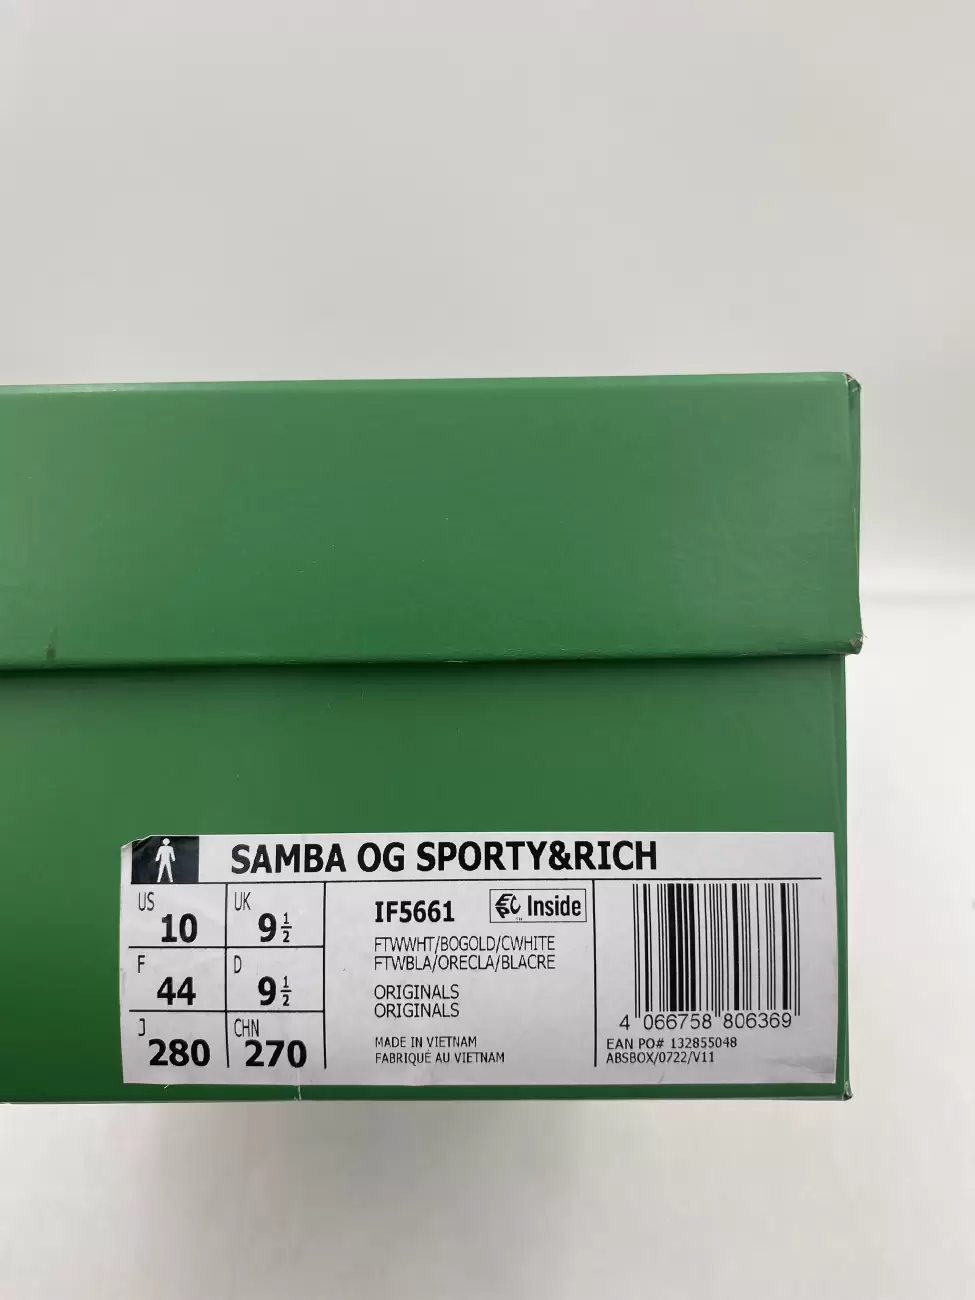 SAMBA OG SPORTY&RICH
US 10 UK 9 1/2
F 44 D 9 1/2
J 280 CHN 270
IF5661 Inside
FTWWHT/BOGOLD/CWHITE
FTWBLA/ORECLA/BLACRE
ORIGINALS
ORIGINALS
MADE IN VIETNAM
FABRIQUÉ AU VIETNAM
4 066758 806369
EAN PO# 132855048
ABSBOX/0722/V11